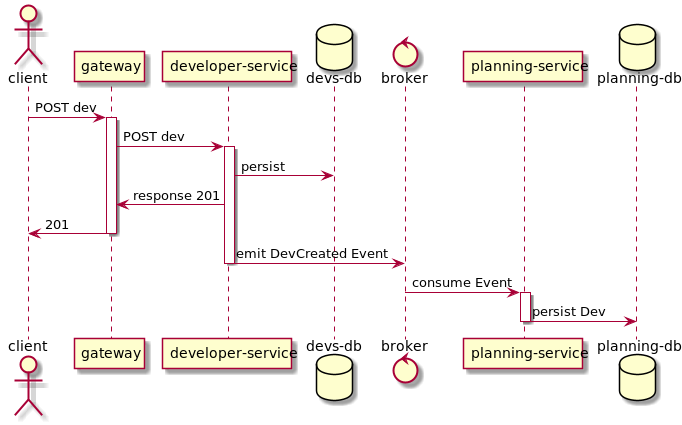 client
gateway
developer-service
devs-db
broker
planning-service
planning-db
POST dev
POST dev
persist
response 201
201
emit DevCreated Event
consume Event
persist Dev
client
gateway
developer-service
devs-db
broker
planning-service
planning-db